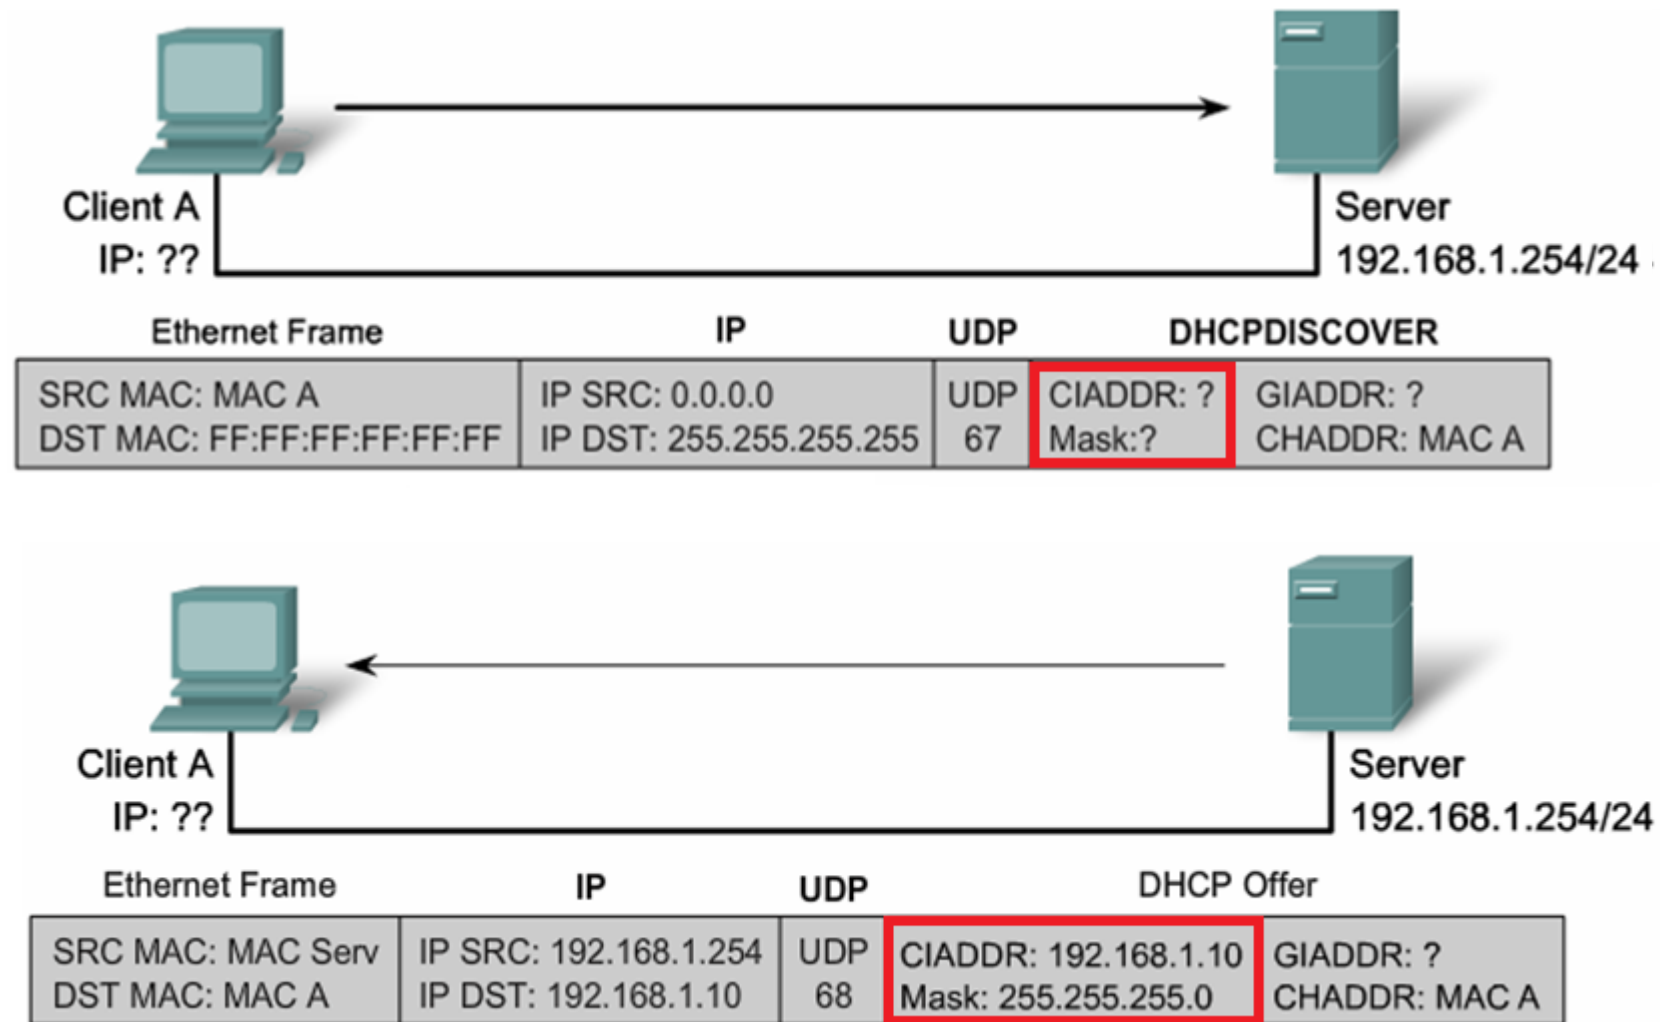 Client A
IP: ??
Server
192.168.1.254/24
Ethernet Frame IP UDP DHCPDISCOVER
SRC MAC: MAC A IP SRC: 0.0.0.0 UDP CIADDR: ? GIADDR: ?
DST MAC: FF:FF:FF:FF:FF:FF IP DST: 255.255.255.255 67 Mask:? CHADDR: MAC A
Client A
IP: ??
Server
192.168.1.254/24
Ethernet Frame IP UDP DHCP Offer
SRC MAC: MAC Serv IP SRC: 192.168.1.254 UDP CIADDR: 192.168.1.10 GIADDR: ?
DST MAC: MAC A IP DST: 192.168.1.10 68 Mask: 255.255.255.0 CHADDR: MAC A